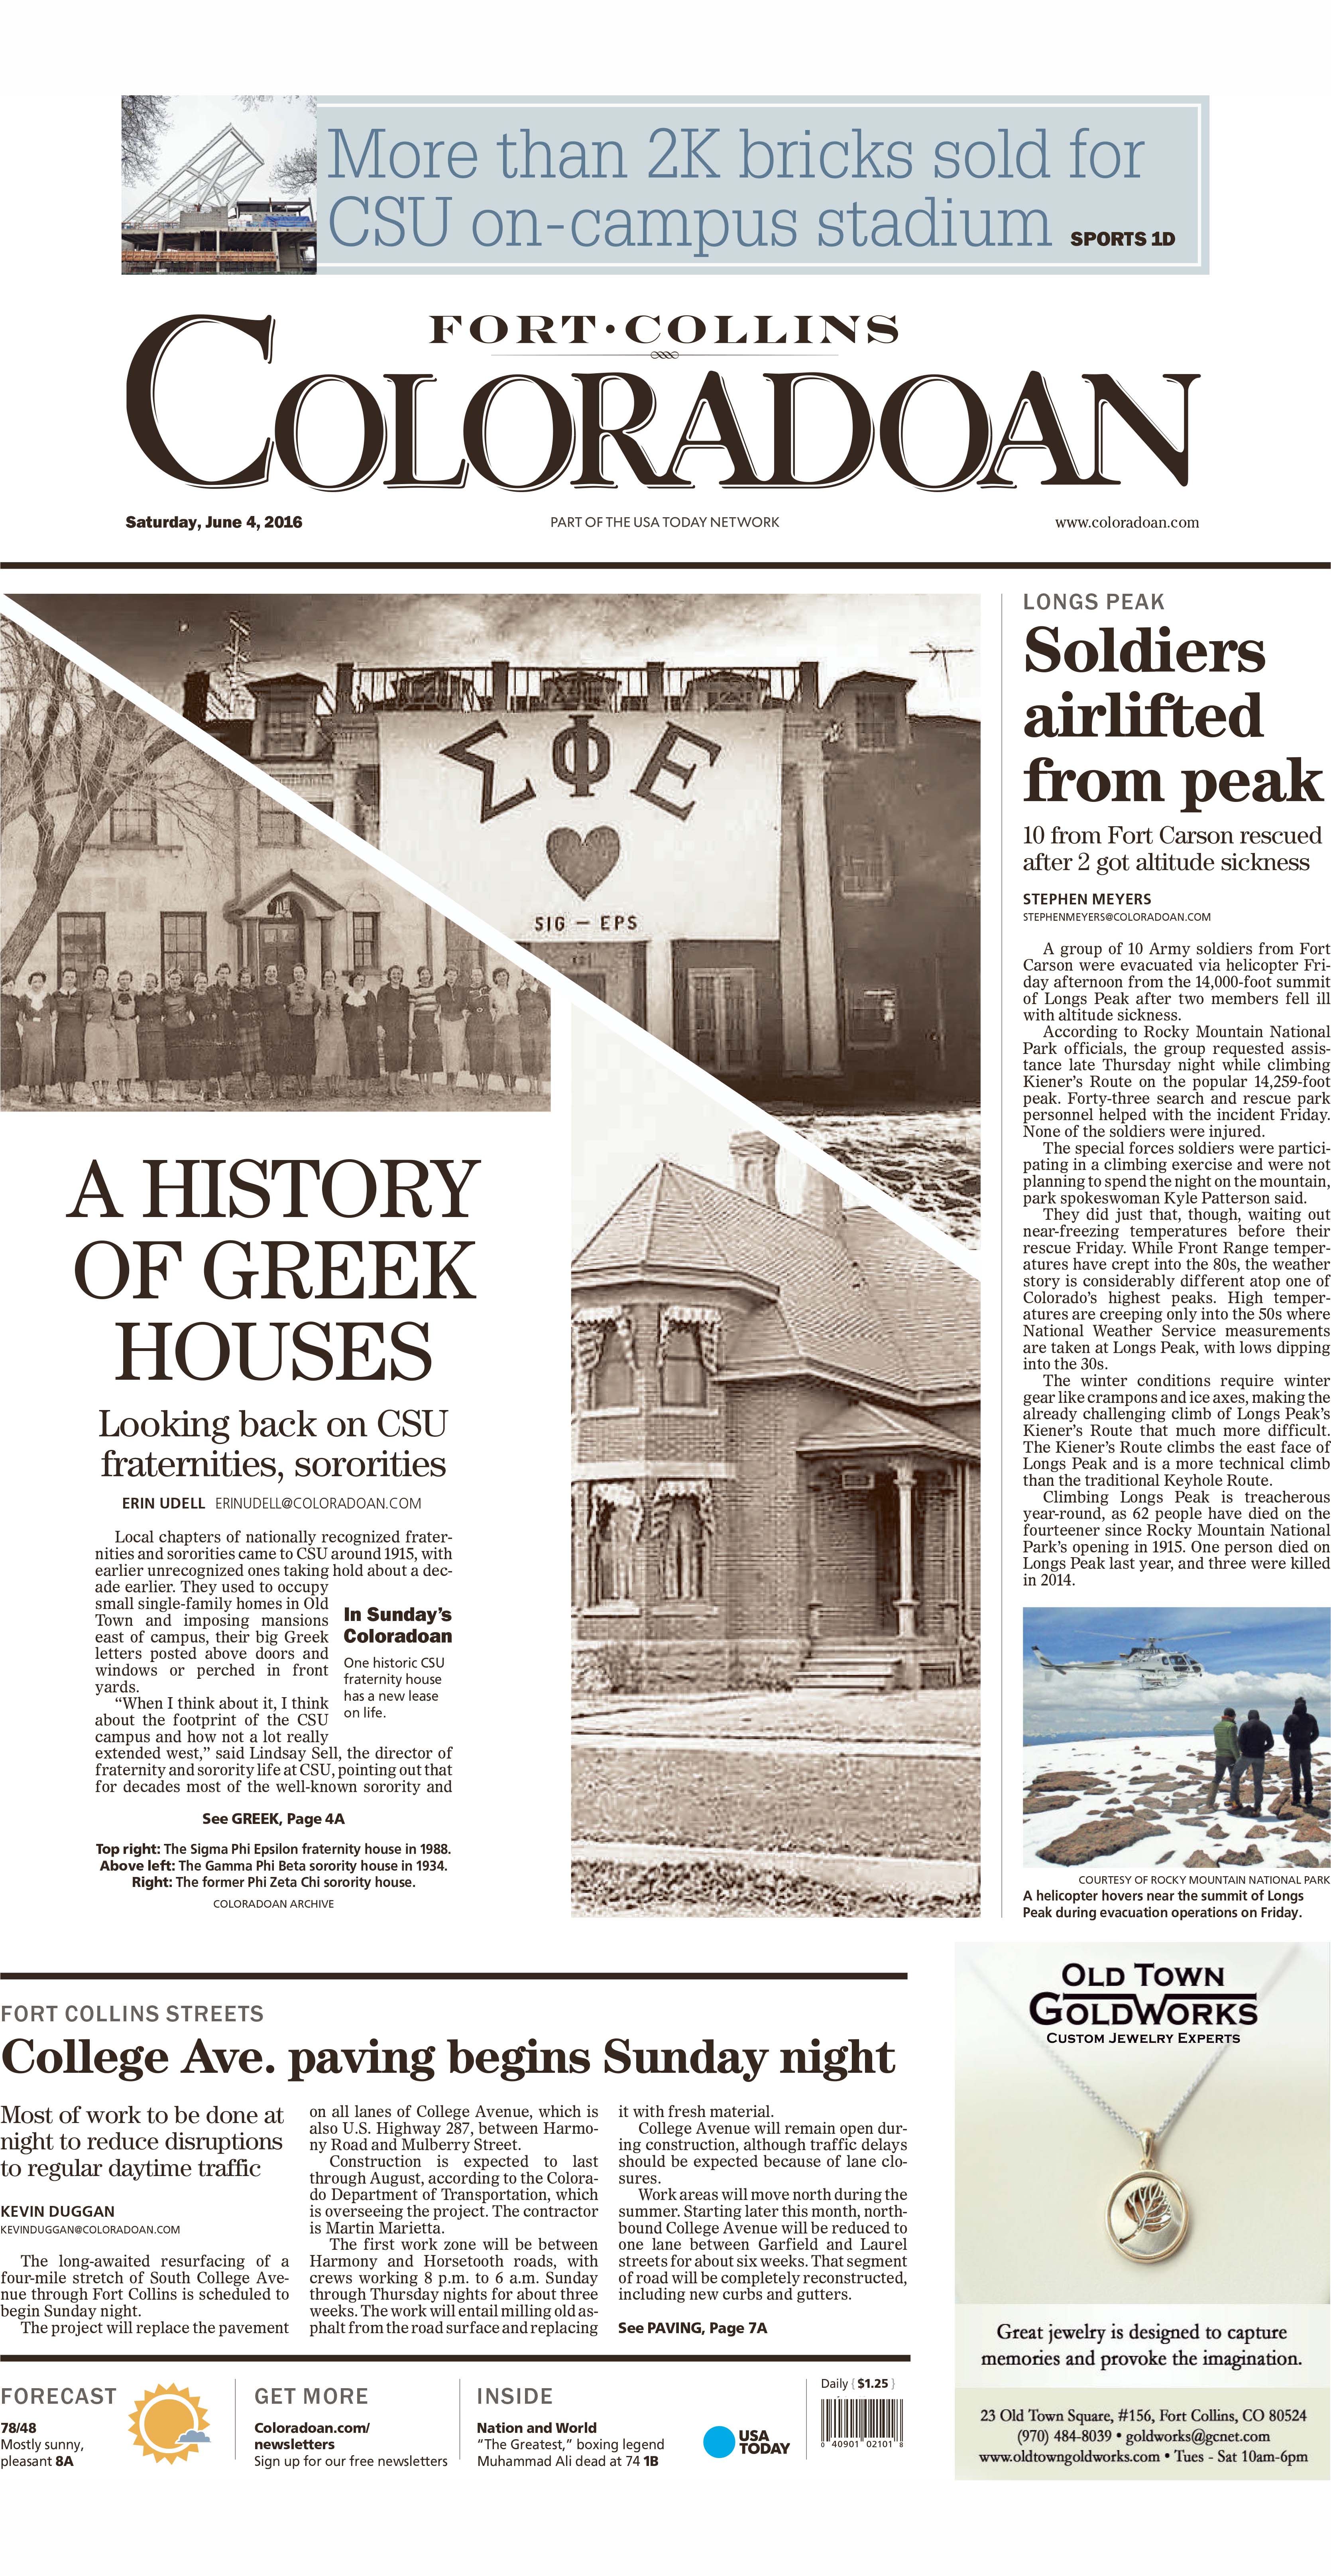 More than 2K bricks sold for
CSU on-campus stadium SPORTS 1D
FORT·COLLINS
COLORADOAN
Saturday, June 4, 2016
PART OF THE USA TODAY NETWORK
www.coloradoan.com
ΣΦΕ
SIG — EPS
A HISTORY
OF GREEK
HOUSES
Looking back on CSU
fraternities, sororities
ERIN UDELL ERINUDELL@COLORADOAN.COM
Local chapters of nationally recognized frater-
nities and sororities came to CSU around 1915, with
earlier unrecognized ones taking hold about a dec-
ade earlier. They used to occupy
small single-family homes in Old
Town and imposing mansions
east of campus, their big Greek
letters posted above doors and
windows or perched in front
yards.
“When I think about it, I think
about the footprint of the CSU
campus and how not a lot really
extended west,” said Lindsay Sell, the director of
fraternity and sorority life at CSU, pointing out that
for decades most of the well-known sorority and
See GREEK, Page 4A
In Sunday’s
Coloradoan
One historic CSU
fraternity house
has a new lease
on life.
Top right: The Sigma Phi Epsilon fraternity house in 1988.
Above left: The Gamma Phi Beta sorority house in 1934.
Right: The former Phi Zeta Chi sorority house.
COLORADOAN ARCHIVE
LONGS PEAK
Soldiers
airlifted
from peak
10 from Fort Carson rescued
after 2 got altitude sickness
STEPHEN MEYERS
STEPHENMEYERS@COLORADOAN.COM
A group of 10 Army soldiers from Fort
Carson were evacuated via helicopter Fri-
day afternoon from the 14,000-foot summit
of Longs Peak after two members fell ill
with altitude sickness.
According to Rocky Mountain National
Park officials, the group requested assis-
tance late Thursday night while climbing
Kiener’s Route on the popular 14,259-foot
peak. Forty-three search and rescue park
personnel helped with the incident Friday.
None of the soldiers were injured.
The special forces soldiers were partici-
pating in a climbing exercise and were not
planning to spend the night on the mountain,
park spokeswoman Kyle Patterson said.
They did just that, though, waiting out
near-freezing temperatures before their
rescue Friday. While Front Range temper-
atures have crept into the 80s, the weather
story is considerably different atop one of
Colorado’s highest peaks. High temper-
atures are creeping only into the 50s where
National Weather Service measurements
are taken at Longs Peak, with lows dipping
into the 30s.
The winter conditions require winter
gear like crampons and ice axes, making the
already challenging climb of Longs Peak’s
Kiener’s Route that much more difficult.
The Kiener’s Route climbs the east face of
Longs Peak and is a more technical climb
than the traditional Keyhole Route.
Climbing Longs Peak is treacherous
year-round, as 62 people have died on the
fourteener since Rocky Mountain National
Park’s opening in 1915. One person died on
Longs Peak last year, and three were killed
in 2014.
COURTESY OF ROCKY MOUNTAIN NATIONAL PARK
A helicopter hovers near the summit of Longs
Peak during evacuation operations on Friday.
FORT COLLINS STREETS
College Ave. paving begins Sunday night
Most of work to be done at
night to reduce disruptions
to regular daytime traffic
KEVIN DUGGAN
KEVINDUGGAN@COLORADOAN.COM
The long-awaited resurfacing of a
four-mile stretch of South College Ave-
nue through Fort Collins is scheduled to
begin Sunday night.
The project will replace the pavement
on all lanes of College Avenue, which is
also U.S. Highway 287, between Harmo-
ny Road and Mulberry Street.
Construction is expected to last
through August, according to the Colora-
do Department of Transportation, which
is overseeing the project. The contractor
is Martin Marietta.
The first work zone will be between
Harmony and Horsetooth roads, with
crews working 8 p.m. to 6 a.m. Sunday
through Thursday nights for about three
weeks. The work will entail milling old as-
phalt from the road surface and replacing
it with fresh material.
College Avenue will remain open dur-
ing construction, although traffic delays
should be expected because of lane clo-
sures.
Work areas will move north during the
summer. Starting later this month, north-
bound College Avenue will be reduced to
one lane between Garfield and Laurel
streets for about six weeks. That segment
of road will be completely reconstructed,
including new curbs and gutters.
See PAVING, Page 7A
OLD TOWN
GOLDWORKS
CUSTOM JEWELRY EXPERTS
Great jewelry is designed to capture
memories and provoke the imagination.
23 Old Town Square, #156, Fort Collins, CO 80524
(970) 484-8039 • goldworks@gcnet.com
www.oldtowngoldworks.com • Tues - Sat 10am-6pm
FORECAST
78/48
Mostly sunny,
pleasant 8A
GET MORE
Coloradoan.com/
newsletters
Sign up for our free newsletters
INSIDE
Nation and World
“The Greatest,” boxing legend
Muhammad Ali dead at 74 1B
USA
TODAY
Daily { $1.25 }
0 40901 02101 8